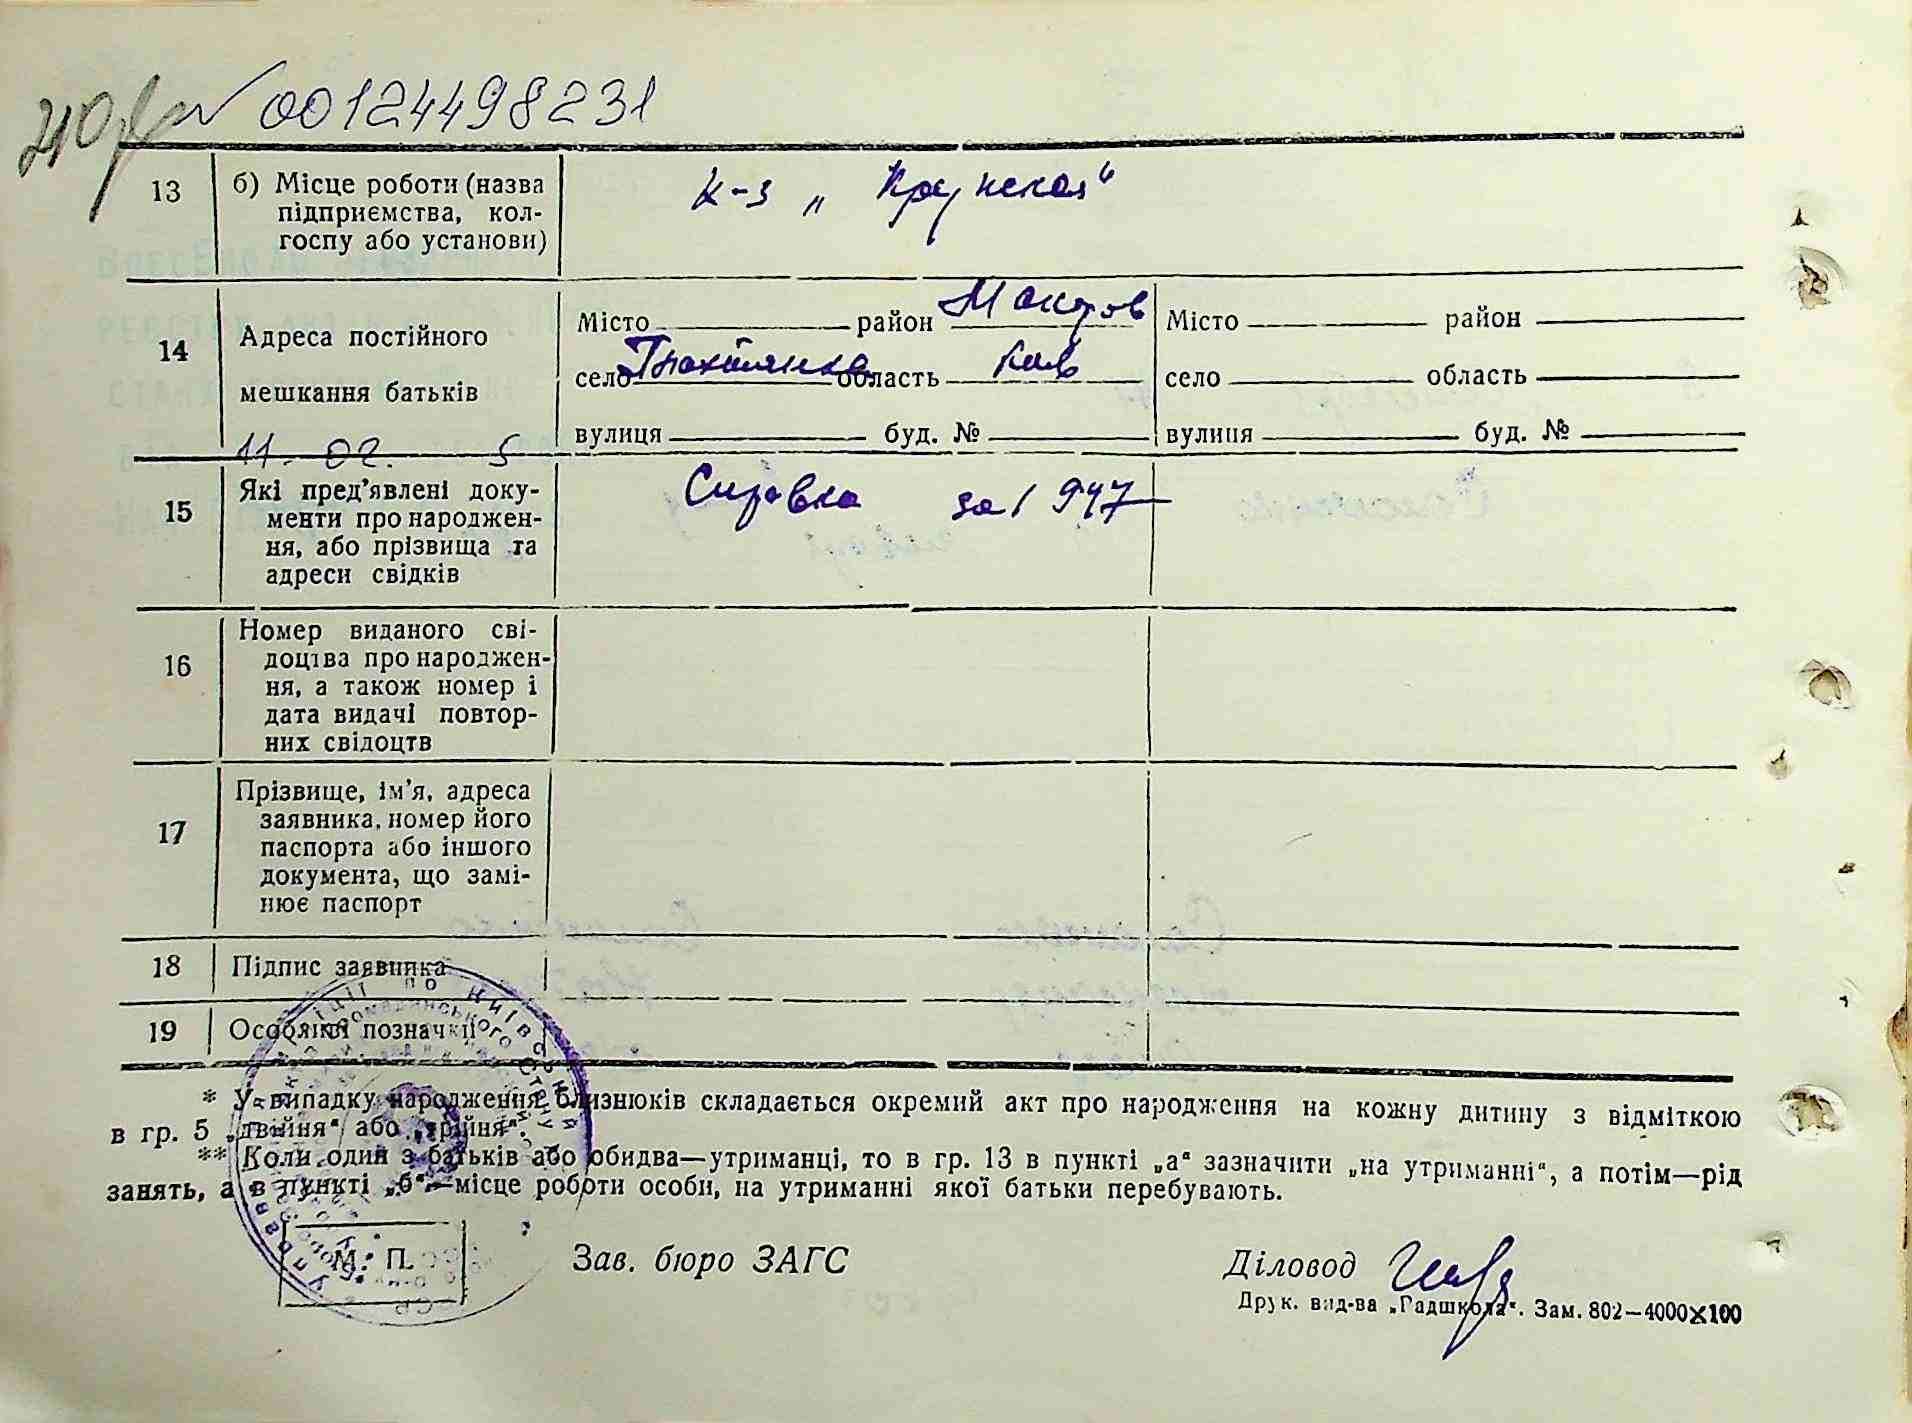 00124498231
13 б) Місце роботи (назва
підприємства, кол-
госпу або установи)
К-з „Крупская“
14 Адреса постійного
мешкання батьків
Місто район Макаров
село область Київ
вулиця буд. №
Місто район
село область
вулиця буд. №
11. 02. 5
15 Які пред’явлені доку-
менти про народжен-
ня, або прізвища та
адреси свідків
Справка за 1947
16 Номер виданого сві-
доцтва про народжен-
ня, а також номер і
дата видачі повтор-
них свідоцтв
17 Прізвище, ім’я, адреса
заявника, номер його
паспорта або іншого
документа, що замі-
нює паспорт
18 Підпис заявника
19 Особливі позначки
* У випадку народження близнюків складається окремий акт про народження на кожну дитину з відміткою
в гр. 5 „двійня“ або „трійня“.
** Коли один з батьків або обидва—утриманці, то в гр. 13 в пункті „а“ зазначити „на утриманні“, а потім—рід
занять, а в пункті „б“—місце роботи особи, на утриманні якої батьки перебувають.
М. П. Зав. бюро ЗАГС Діловод
Друк. вид-ва „Радшкола“. Зам. 802—4000×100